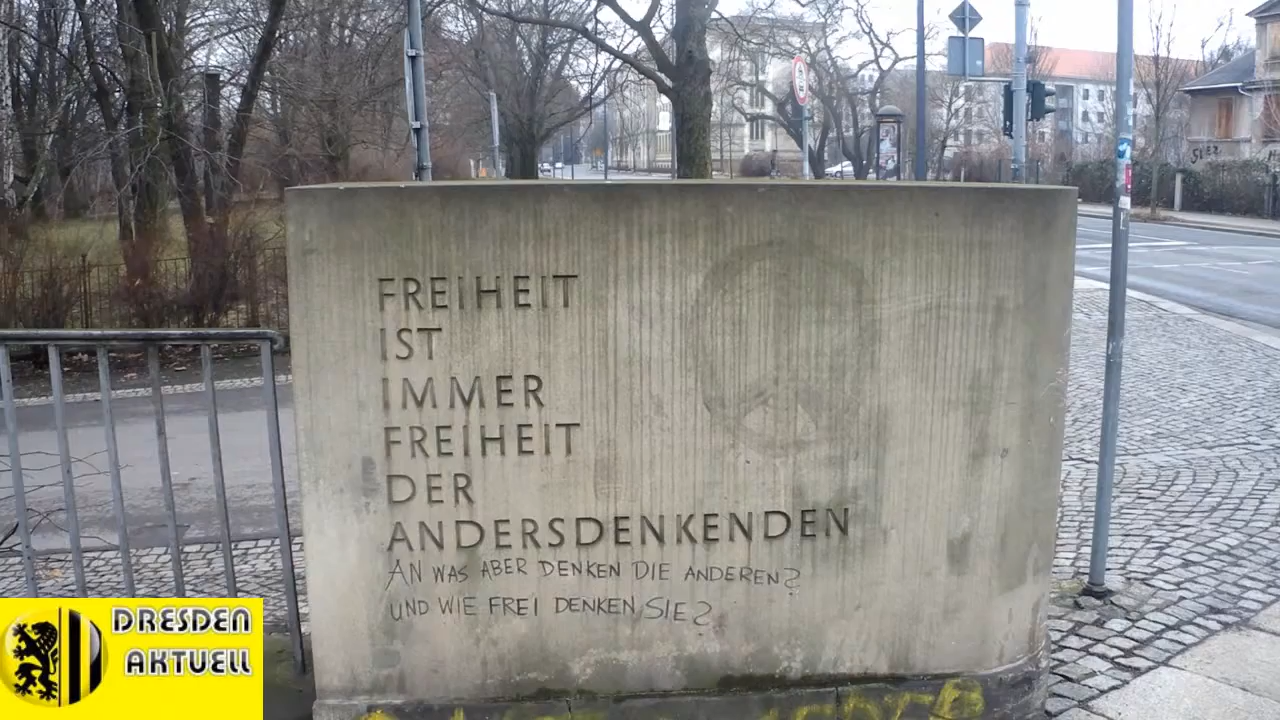 FREIHEIT
IST
IMMER
FREIHEIT
DER
ANDERSDENKENDEN
AN WAS ABER DENKEN DIE ANDEREN?
UND WIE FREI DENKEN SIE?
DRESDEN
AKTUELL